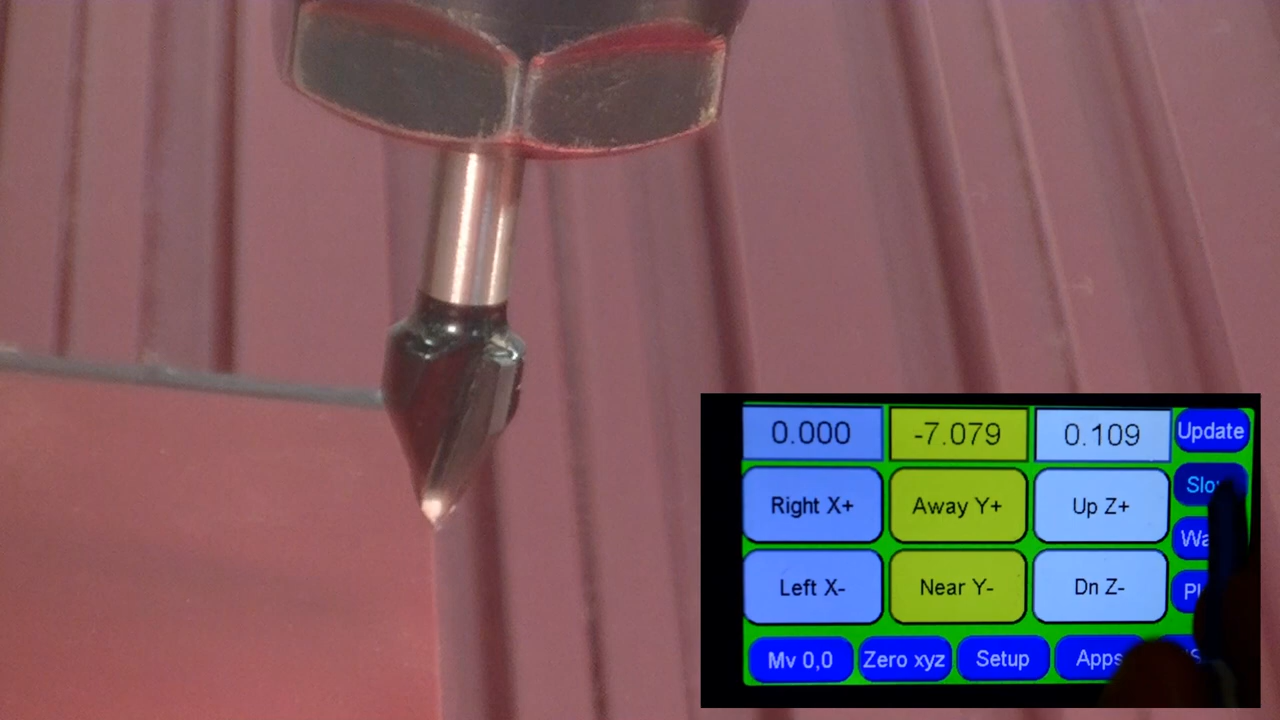 0.000 -7.079 0.109 Update
Right X+ Away Y+ Up Z+
Left X- Near Y- Dn Z-
Mv 0,0 Zero xyz Setup Apps